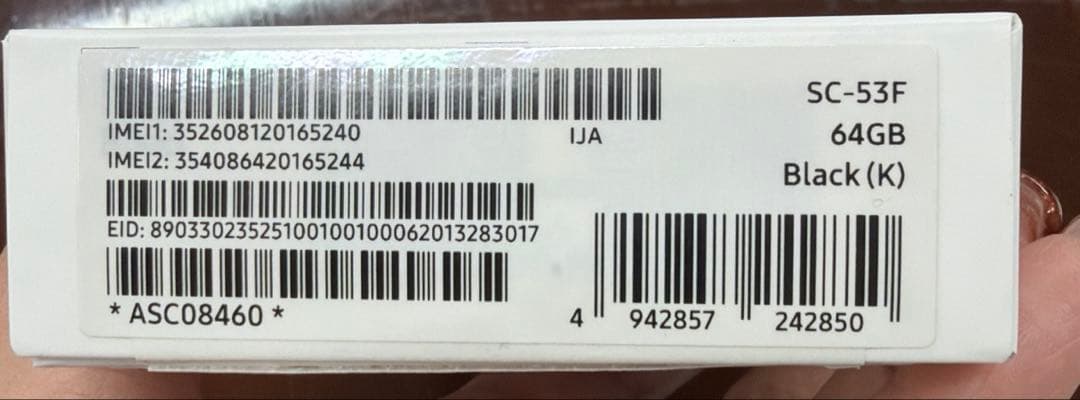 IMEI1: 352608120165240
IJA
IMEI2: 354086420165244
EID: 89033023525100100100062013283017
* ASC08460 *
SC-53F
64GB
Black (K)
4 942857 242850